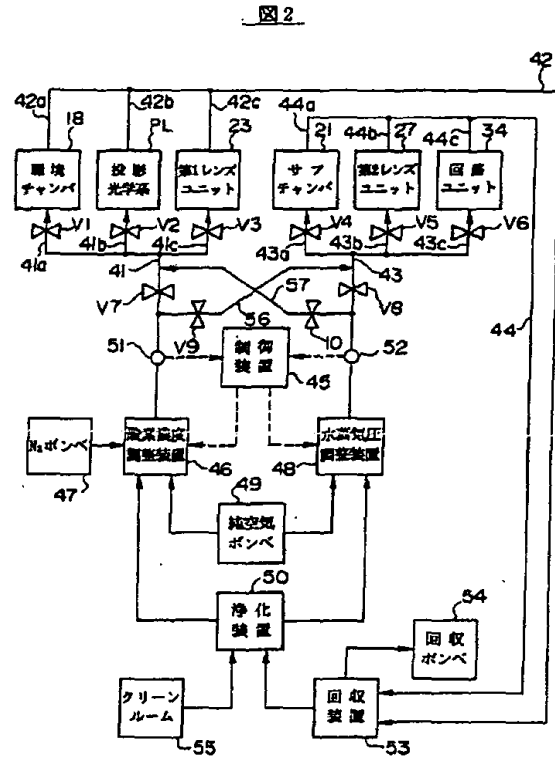 図2
42
42a
42b
42c
44a
44b
44c
18
PL
23
21
27
34
環境
チャンバ
投影
光学系
第1レンズ
ユニット
サブ
チャンバ
第2レンズ
ユニット
回路
ユニット
V1
V2
V3
V4
V5
V6
41a
41b
41c
43a
43b
43c
41
43
57
V7
V8
56
V9
10
44
51
52
制御
装置
45
N₂ボンベ
47
酸素濃度
調整装置
46
水蒸気圧
調整装置
48
49
純空気
ボンベ
50
浄化
装置
54
回収
ボンベ
クリーン
ルーム
55
回収
装置
53